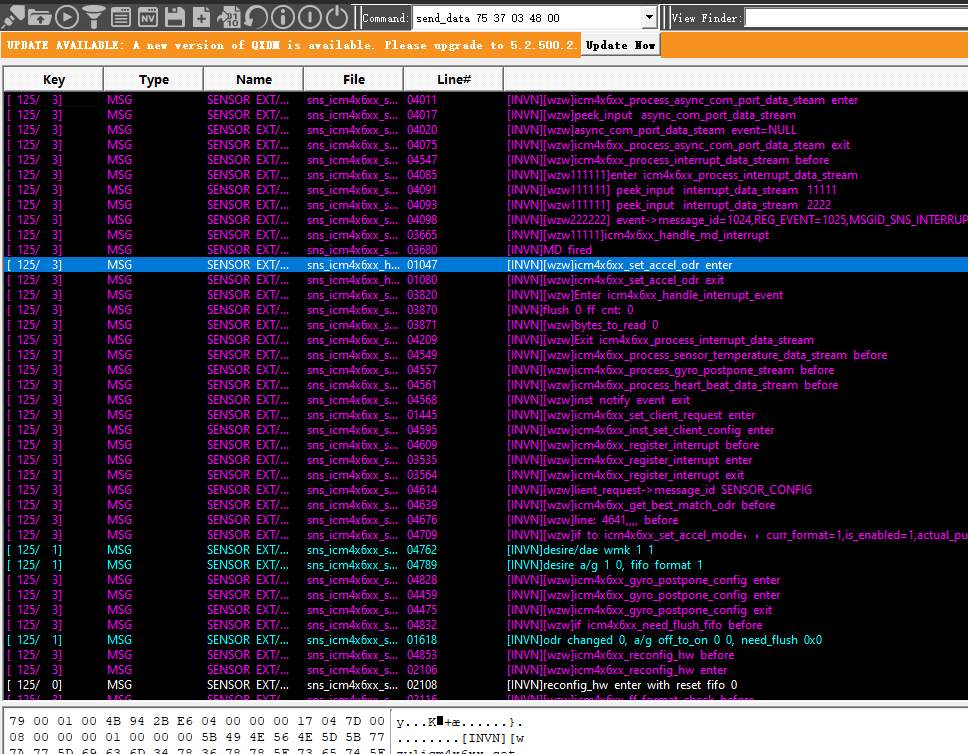 Command: send_data 75 37 03 48 00 View Finder:
UPDATE AVAILABLE: A new version of QXDM is available. Please upgrade to 5.2.500.2. Update Now
Key Type Name File Line#
[ 125/ 3] MSG SENSOR EXT/... sns_icm4x6xx_s... 04011 [INVN][wzw]icm4x6xx_process_async_com_port_data_steam enter
[ 125/ 3] MSG SENSOR EXT/... sns_icm4x6xx_s... 04017 [INVN][wzw]peek_input async_com_port_data_stream
[ 125/ 3] MSG SENSOR EXT/... sns_icm4x6xx_s... 04020 [INVN][wzw]async_com_port_data_steam event=NULL
[ 125/ 3] MSG SENSOR EXT/... sns_icm4x6xx_s... 04075 [INVN][wzw]icm4x6xx_process_async_com_port_data_steam exit
[ 125/ 3] MSG SENSOR EXT/... sns_icm4x6xx_s... 04547 [INVN][wzw]icm4x6xx_process_interrupt_data_stream before
[ 125/ 3] MSG SENSOR EXT/... sns_icm4x6xx_s... 04085 [INVN][wzw111111]enter icm4x6xx_process_interrupt_data_stream
[ 125/ 3] MSG SENSOR EXT/... sns_icm4x6xx_s... 04091 [INVN][wzw111111] peek_input interrupt_data_stream 11111
[ 125/ 3] MSG SENSOR EXT/... sns_icm4x6xx_s... 04093 [INVN][wzw111111] peek_input interrupt_data_stream 2222
[ 125/ 3] MSG SENSOR EXT/... sns_icm4x6xx_s... 04098 [INVN][wzw222222] event->message_id=1024,REG_EVENT=1025,MSGID_SNS_INTERRUP
[ 125/ 3] MSG SENSOR EXT/... sns_icm4x6xx_s... 03665 [INVN][wzw11111]icm4x6xx_handle_md_interrupt
[ 125/ 3] MSG SENSOR EXT/... sns_icm4x6xx_s... 03680 [INVN]MD fired
[ 125/ 3] MSG SENSOR EXT/... sns_icm4x6xx_h... 01047 [INVN][wzw]icm4x6xx_set_accel_odr enter
[ 125/ 3] MSG SENSOR EXT/... sns_icm4x6xx_h... 01080 [INVN][wzw]icm4x6xx_set_accel_odr exit
[ 125/ 3] MSG SENSOR EXT/... sns_icm4x6xx_s... 03820 [INVN][wzw]Enter icm4x6xx_handle_interrupt_event
[ 125/ 3] MSG SENSOR EXT/... sns_icm4x6xx_s... 03870 [INVN]flush 0 ff cnt: 0
[ 125/ 3] MSG SENSOR EXT/... sns_icm4x6xx_s... 03871 [INVN][wzw]bytes_to_read 0
[ 125/ 3] MSG SENSOR EXT/... sns_icm4x6xx_s... 04209 [INVN][wzw]Exit icm4x6xx_process_interrupt_data_stream
[ 125/ 3] MSG SENSOR EXT/... sns_icm4x6xx_s... 04549 [INVN][wzw]icm4x6xx_process_sensor_temperature_data_stream before
[ 125/ 3] MSG SENSOR EXT/... sns_icm4x6xx_s... 04557 [INVN][wzw]icm4x6xx_process_gyro_postpone_stream before
[ 125/ 3] MSG SENSOR EXT/... sns_icm4x6xx_s... 04561 [INVN][wzw]icm4x6xx_process_heart_beat_data_stream before
[ 125/ 3] MSG SENSOR EXT/... sns_icm4x6xx_s... 04568 [INVN][wzw]inst notify event exit
[ 125/ 3] MSG SENSOR EXT/... sns_icm4x6xx_s... 01445 [INVN][wzw]icm4x6xx_set_client_request enter
[ 125/ 3] MSG SENSOR EXT/... sns_icm4x6xx_s... 04595 [INVN][wzw]icm4x6xx_inst_set_client_config enter
[ 125/ 3] MSG SENSOR EXT/... sns_icm4x6xx_s... 04609 [INVN][wzw]icm4x6xx_register_interrupt before
[ 125/ 3] MSG SENSOR EXT/... sns_icm4x6xx_s... 03535 [INVN][wzw]icm4x6xx_register_interrupt enter
[ 125/ 3] MSG SENSOR EXT/... sns_icm4x6xx_s... 03564 [INVN][wzw]icm4x6xx_register_interrupt exit
[ 125/ 3] MSG SENSOR EXT/... sns_icm4x6xx_s... 04614 [INVN][wzw]lient_request->message_id SENSOR_CONFIG
[ 125/ 3] MSG SENSOR EXT/... sns_icm4x6xx_s... 04639 [INVN][wzw]icm4x6xx_get_best_match_odr before
[ 125/ 3] MSG SENSOR EXT/... sns_icm4x6xx_s... 04676 [INVN][wzw]line: 4641,,,, before
[ 125/ 3] MSG SENSOR EXT/... sns_icm4x6xx_s... 04709 [INVN][wzw]if to icm4x6xx_set_accel_mode，，curr_format=1,is_enabled=1,actual_pu
[ 125/ 1] MSG SENSOR EXT/... sns_icm4x6xx_s... 04762 [INVN]desire/dae wmk 1 1
[ 125/ 1] MSG SENSOR EXT/... sns_icm4x6xx_s... 04789 [INVN]desire a/g 1 0, fifo format 1
[ 125/ 3] MSG SENSOR EXT/... sns_icm4x6xx_s... 04828 [INVN][wzw]icm4x6xx_gyro_postpone_config enter
[ 125/ 3] MSG SENSOR EXT/... sns_icm4x6xx_s... 04459 [INVN][wzw]icm4x6xx_gyro_postpone_config enter
[ 125/ 3] MSG SENSOR EXT/... sns_icm4x6xx_s... 04475 [INVN][wzw]icm4x6xx_gyro_postpone_config exit
[ 125/ 3] MSG SENSOR EXT/... sns_icm4x6xx_s... 04832 [INVN][wzw]if icm4x6xx_need_flush_fifo before
[ 125/ 1] MSG SENSOR EXT/... sns_icm4x6xx_s... 01618 [INVN]odr changed 0, a/g off_to_on 0 0, need_flush 0x0
[ 125/ 3] MSG SENSOR EXT/... sns_icm4x6xx_s... 04853 [INVN][wzw]icm4x6xx_reconfig_hw before
[ 125/ 3] MSG SENSOR EXT/... sns_icm4x6xx_s... 02106 [INVN][wzw]icm4x6xx_reconfig_hw enter
[ 125/ 0] MSG SENSOR EXT/... sns_icm4x6xx_s... 02108 [INVN]reconfig_hw enter with reset fifo 0
79 00 01 00 4B 94 2B E6 04 00 00 00 17 04 7D 00 y...K■+æ......}.
08 00 00 00 01 00 00 00 5B 49 4E 56 4E 5D 5B 77 ........[INVN][w